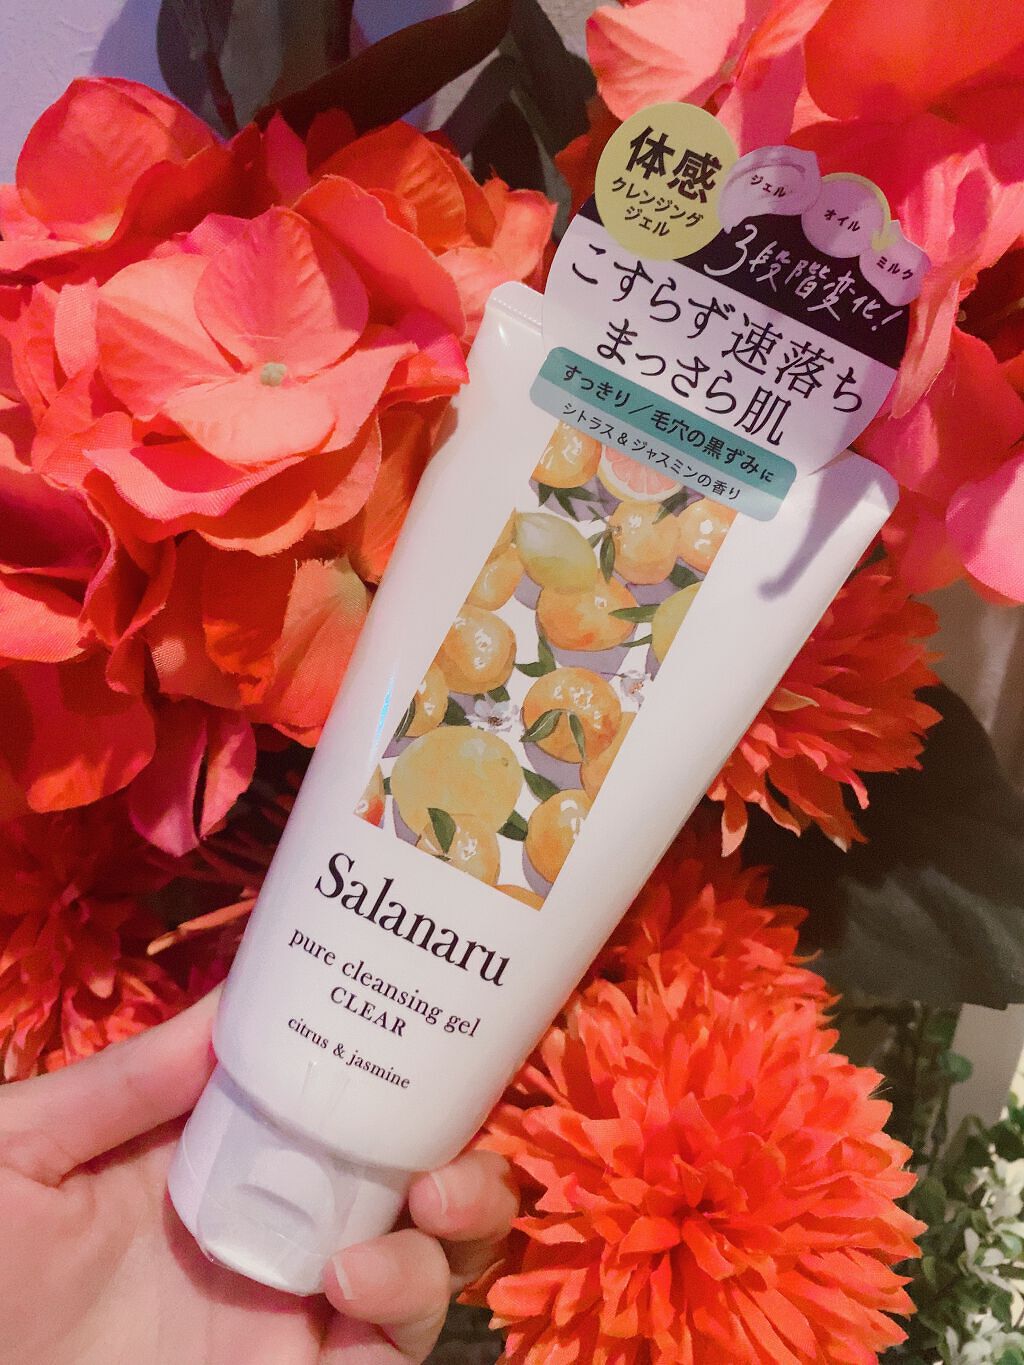 体感
クレンジング
ジェル
ジェル
オイル
ミルク
3段階変化!
こすらず速落ち
まっさら肌
すっきり/毛穴の黒ずみに
シトラス&ジャスミンの香り
Salanaru
pure cleansing gel
CLEAR
citrus & jasmine